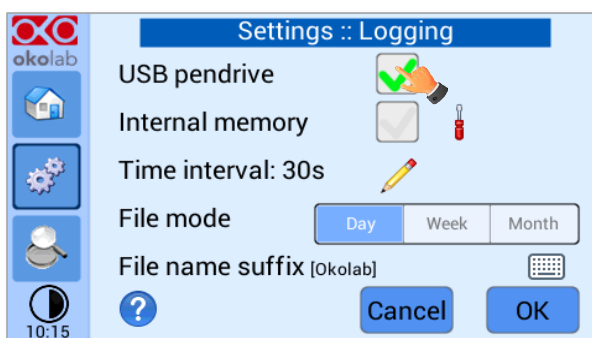 Settings :: Logging
OKO
okolab
USB pendrive
Internal memory
Time interval: 30s
File mode
Day
Week
Month
File name suffix [Okolab]
?
Cancel
OK
10:15